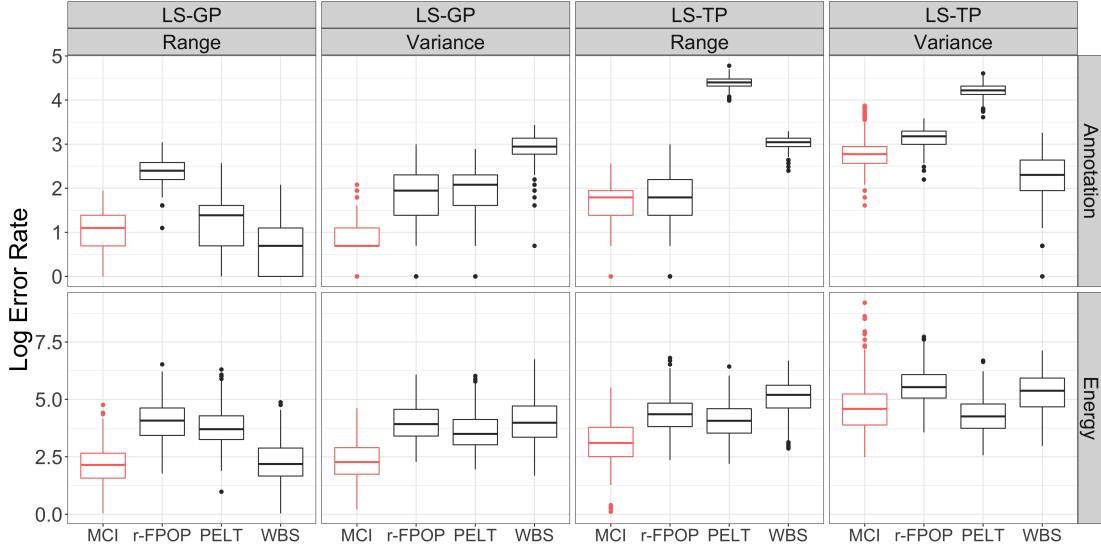 LS-GP LS-GP LS-TP LS-TP
Range Variance Range Variance
Log Error Rate
5
4
3
2
1
0
Annotation
7.5
5.0
2.5
0.0
Energy
MCI r-FPOP PELT WBS MCI r-FPOP PELT WBS MCI r-FPOP PELT WBS MCI r-FPOP PELT WBS